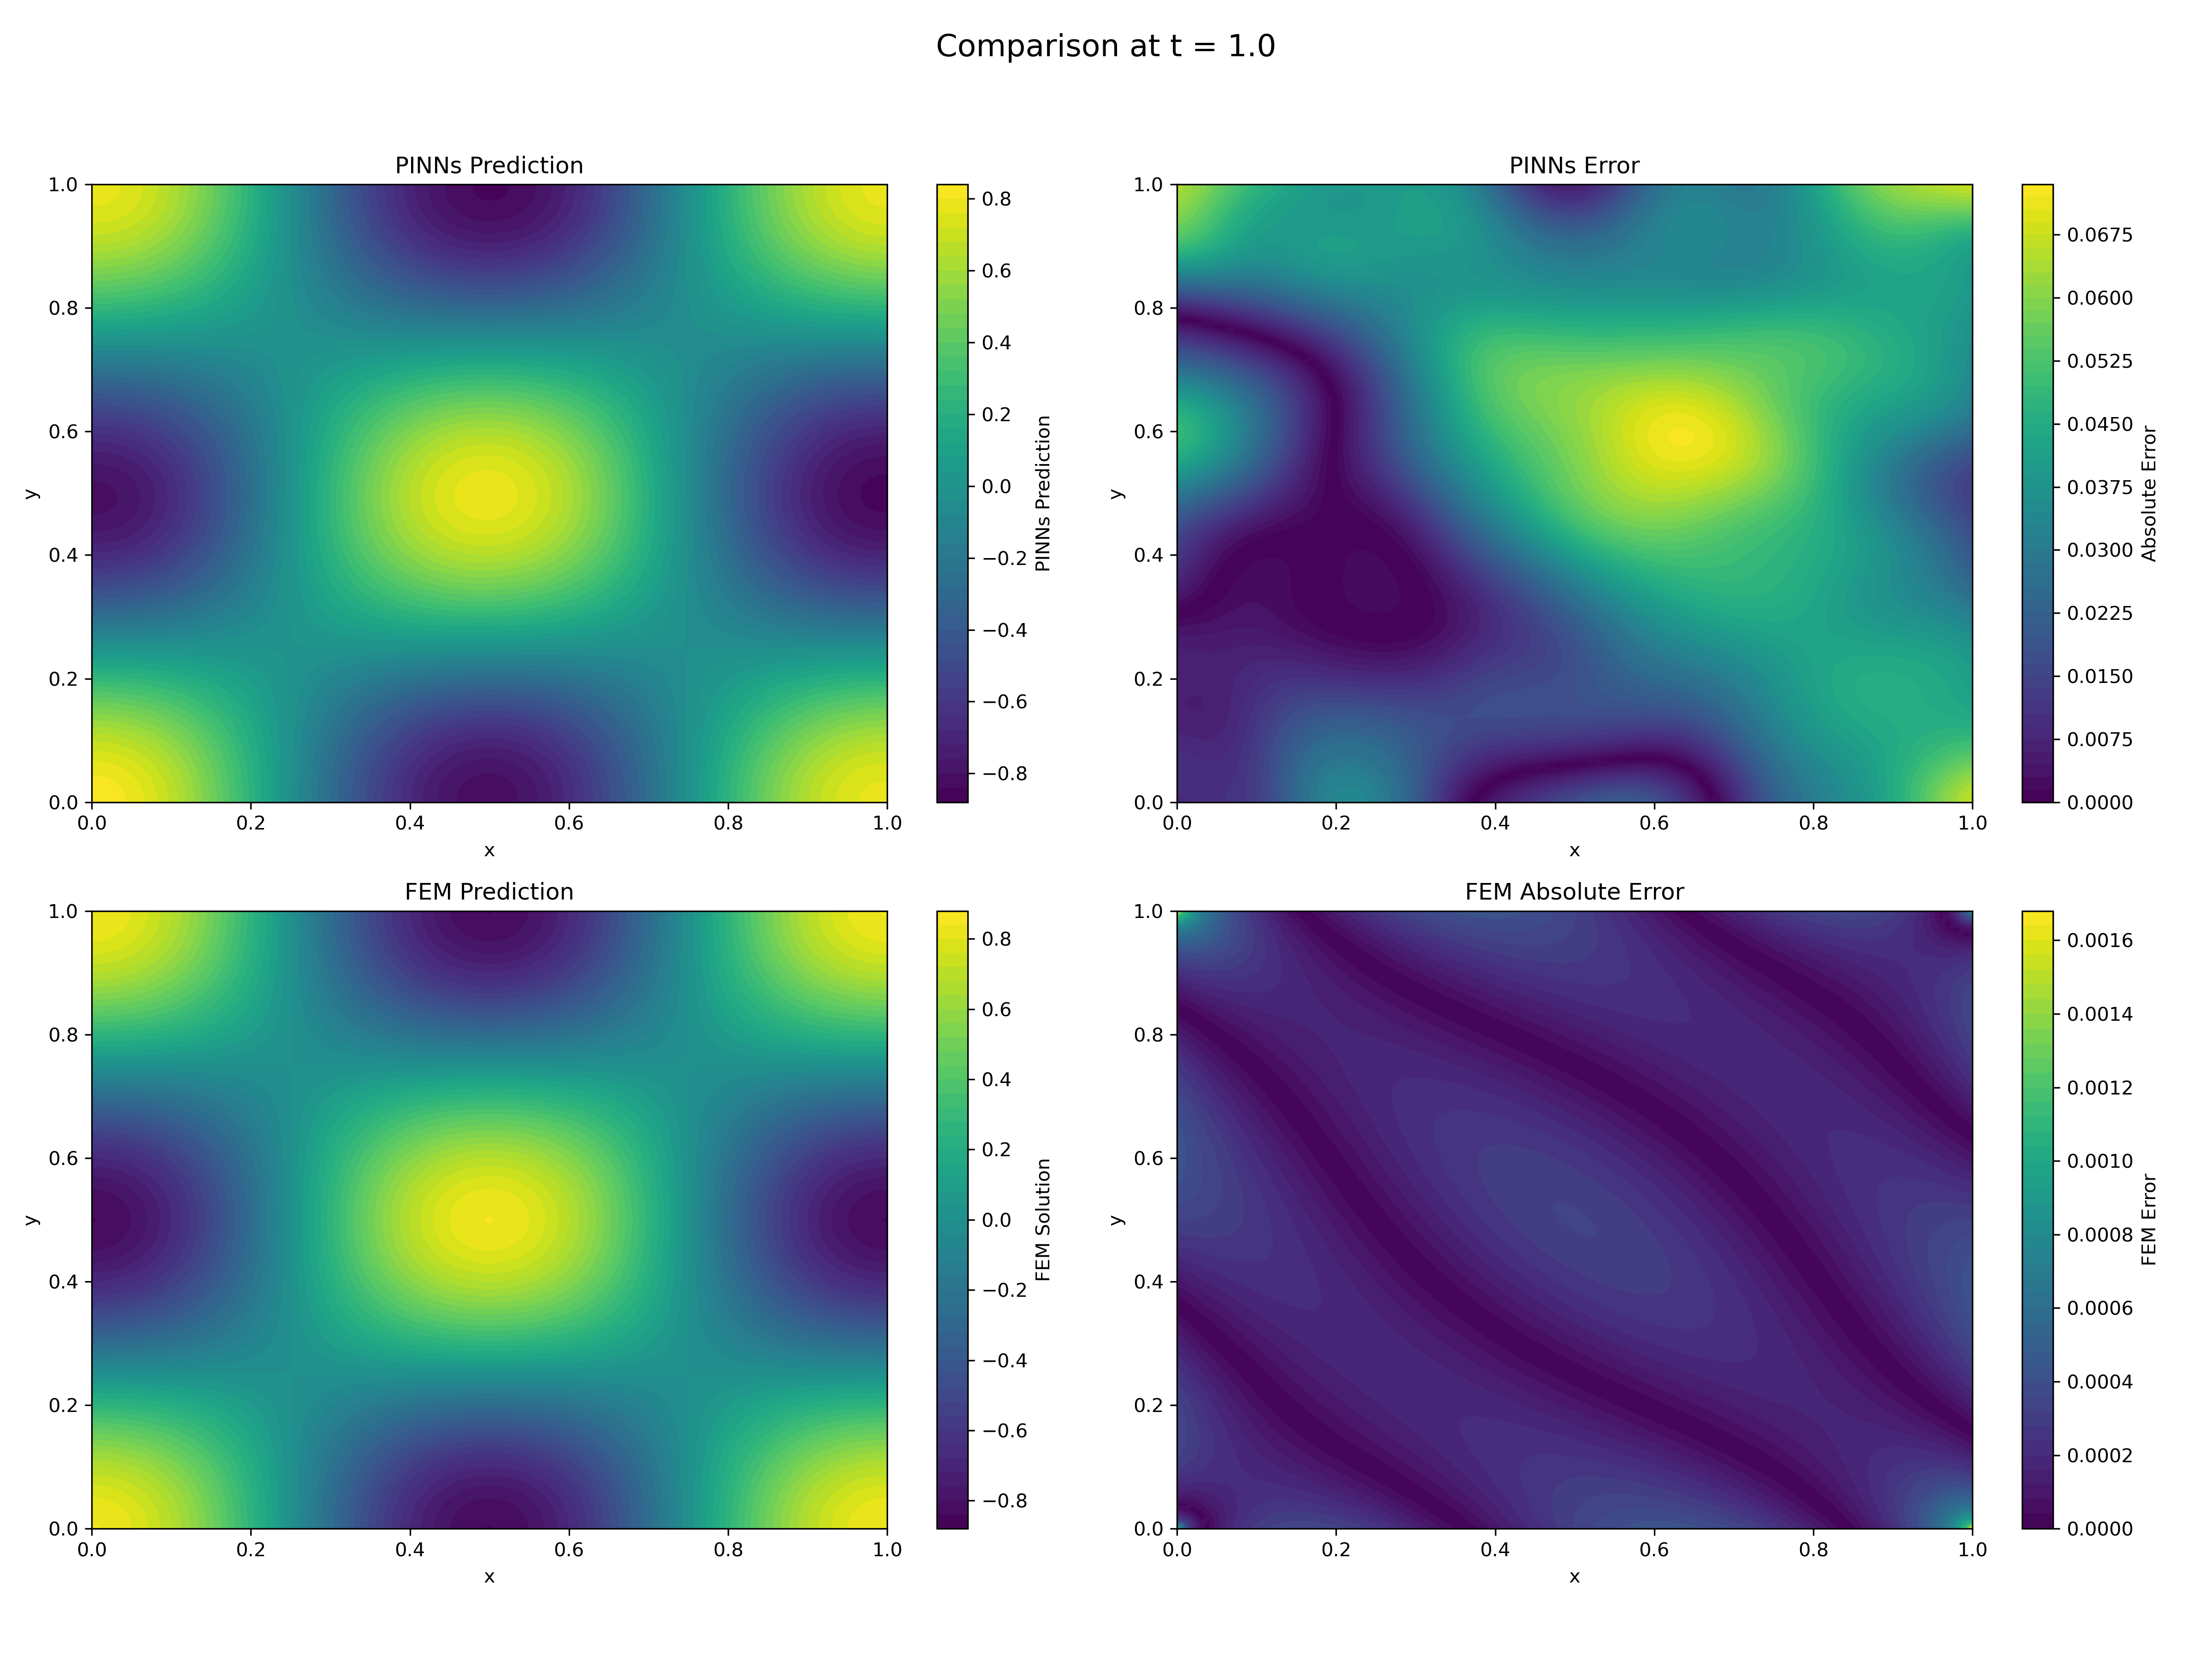 Comparison at t = 1.0
PINNs Prediction
1.0
0.8
0.6
0.4
0.2
0.0
y
0.0 0.2 0.4 0.6 0.8 1.0
x
0.8
0.6
0.4
0.2
0.0
−0.2
−0.4
−0.6
−0.8
PINNs Prediction
PINNs Error
1.0
0.8
0.6
0.4
0.2
0.0
y
0.0 0.2 0.4 0.6 0.8 1.0
x
0.0675
0.0600
0.0525
0.0450
0.0375
0.0300
0.0225
0.0150
0.0075
0.0000
Absolute Error
FEM Prediction
1.0
0.8
0.6
0.4
0.2
0.0
y
0.0 0.2 0.4 0.6 0.8 1.0
x
0.8
0.6
0.4
0.2
0.0
−0.2
−0.4
−0.6
−0.8
FEM Solution
FEM Absolute Error
1.0
0.8
0.6
0.4
0.2
0.0
y
0.0 0.2 0.4 0.6 0.8 1.0
x
0.0016
0.0014
0.0012
0.0010
0.0008
0.0006
0.0004
0.0002
0.0000
FEM Error